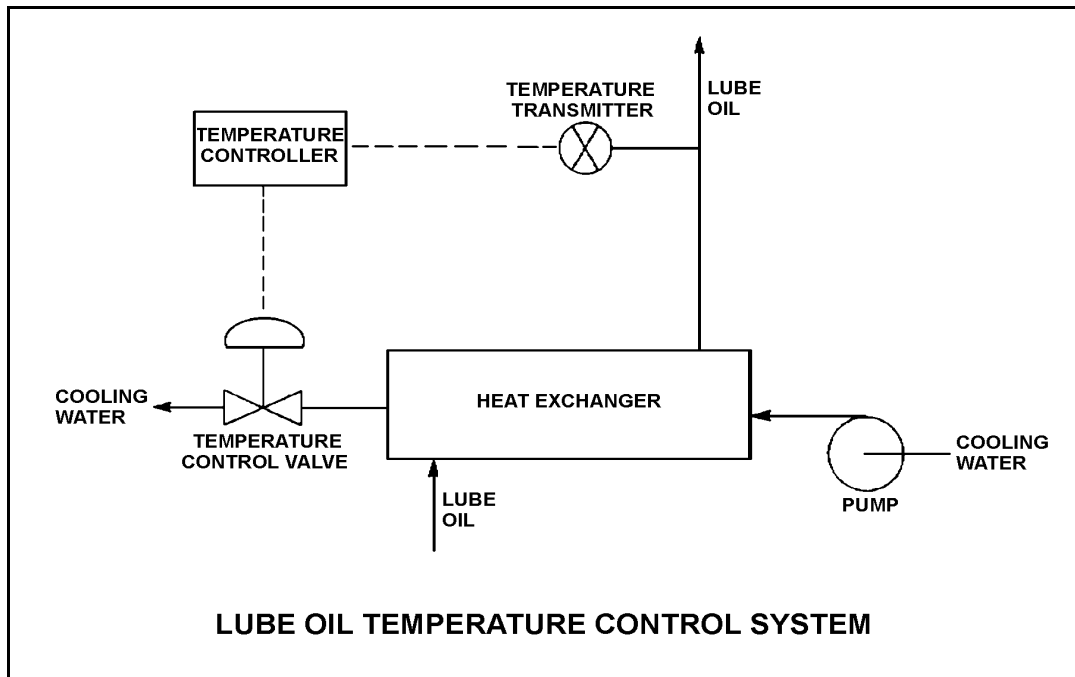 TEMPERATURE
TRANSMITTER
LUBE
OIL
TEMPERATURE
CONTROLLER
COOLING
WATER
TEMPERATURE
CONTROL VALVE
HEAT EXCHANGER
COOLING
WATER
PUMP
LUBE
OIL
LUBE OIL TEMPERATURE CONTROL SYSTEM